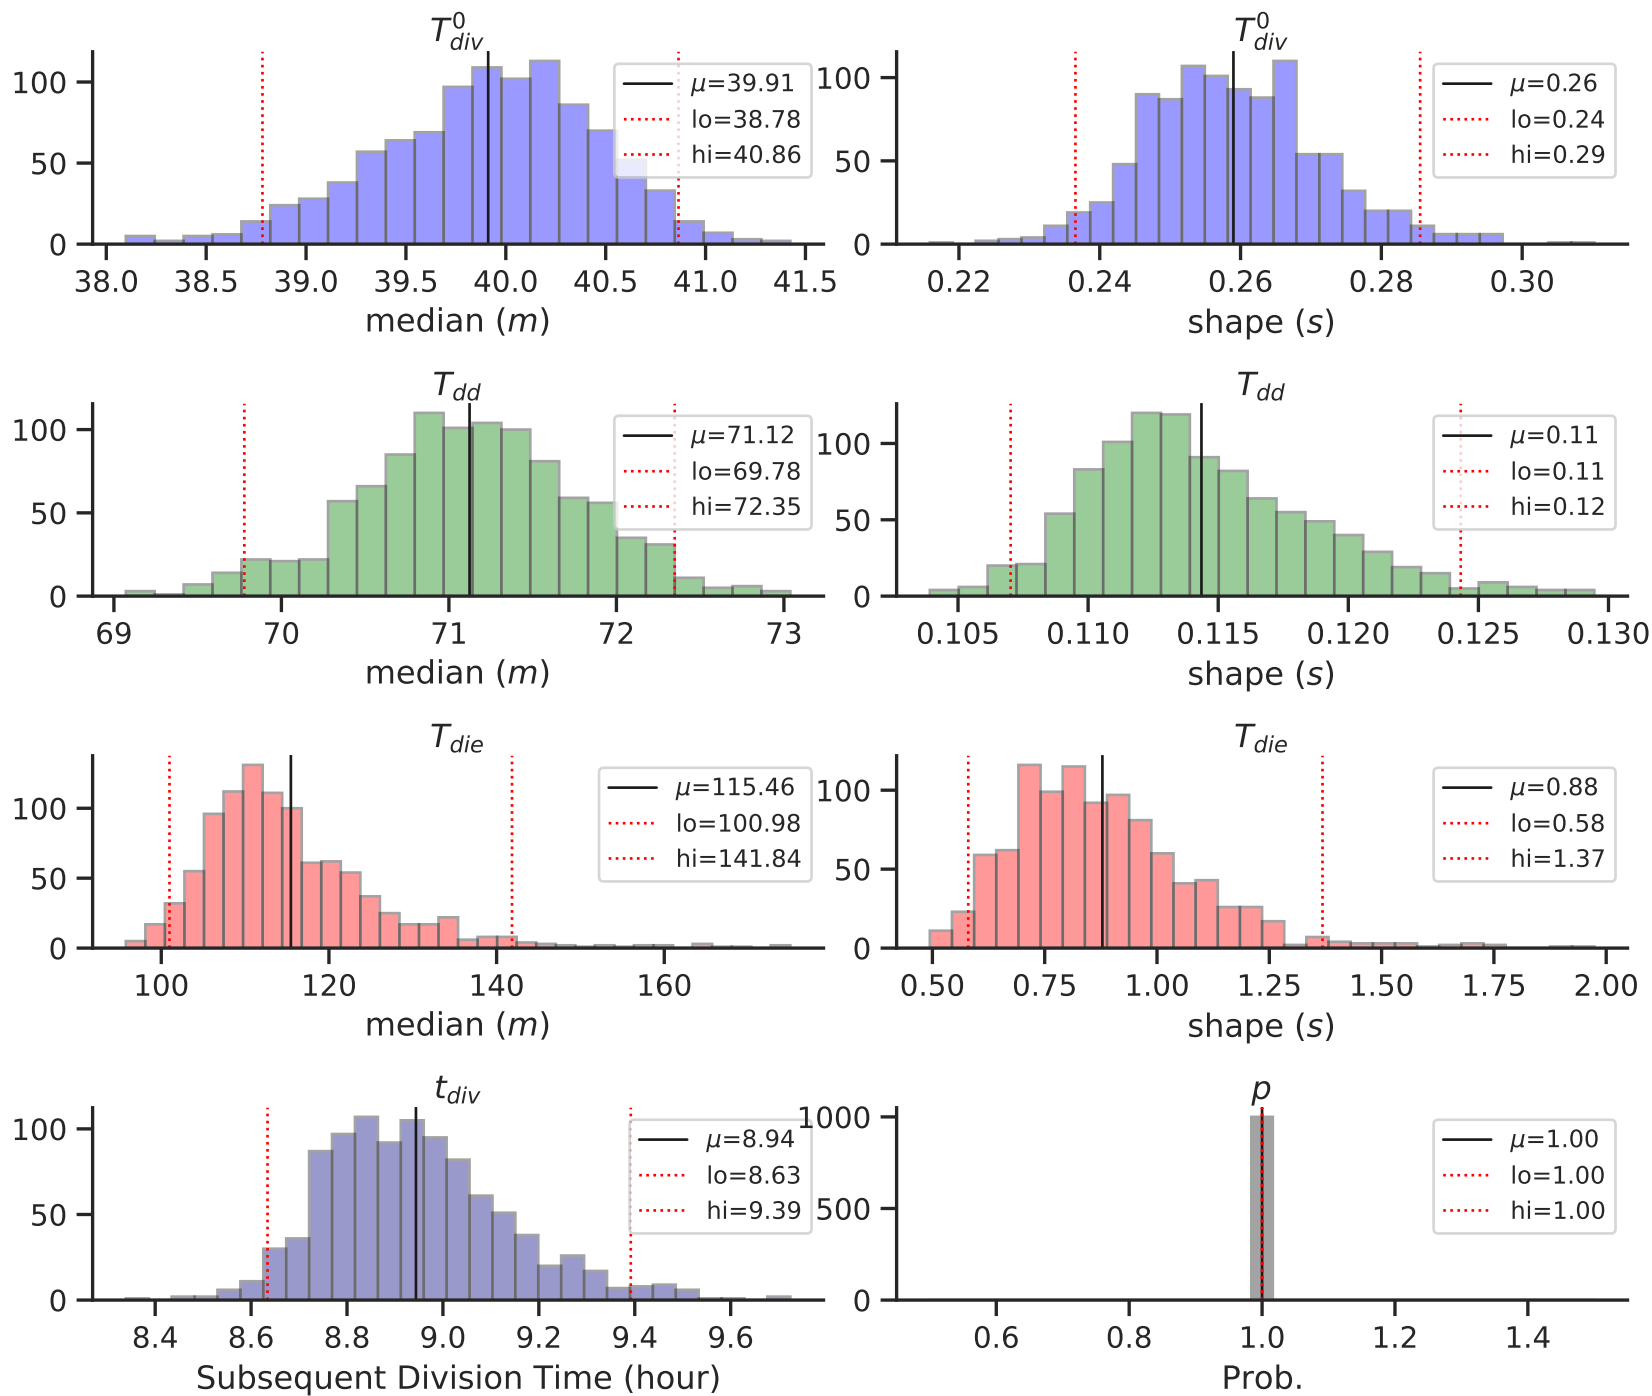 T⁰div
100
50
0
38.0 38.5 39.0 39.5 40.0 40.5 41.0 41.5
median (m)
μ=39.91
lo=38.78
hi=40.86
T⁰div
100
50
0
0.22 0.24 0.26 0.28 0.30
shape (s)
μ=0.26
lo=0.24
hi=0.29
Tdd
100
50
0
69 70 71 72 73
median (m)
μ=71.12
lo=69.78
hi=72.35
Tdd
100
50
0
0.105 0.110 0.115 0.120 0.125 0.130
shape (s)
μ=0.11
lo=0.11
hi=0.12
Tdie
100
50
0
100 120 140 160
median (m)
μ=115.46
lo=100.98
hi=141.84
Tdie
100
50
0
0.50 0.75 1.00 1.25 1.50 1.75 2.00
shape (s)
μ=0.88
lo=0.58
hi=1.37
tdiv
100
50
0
8.4 8.6 8.8 9.0 9.2 9.4 9.6
Subsequent Division Time (hour)
μ=8.94
lo=8.63
hi=9.39
p
1000
500
0
0.6 0.8 1.0 1.2 1.4
Prob.
μ=1.00
lo=1.00
hi=1.00